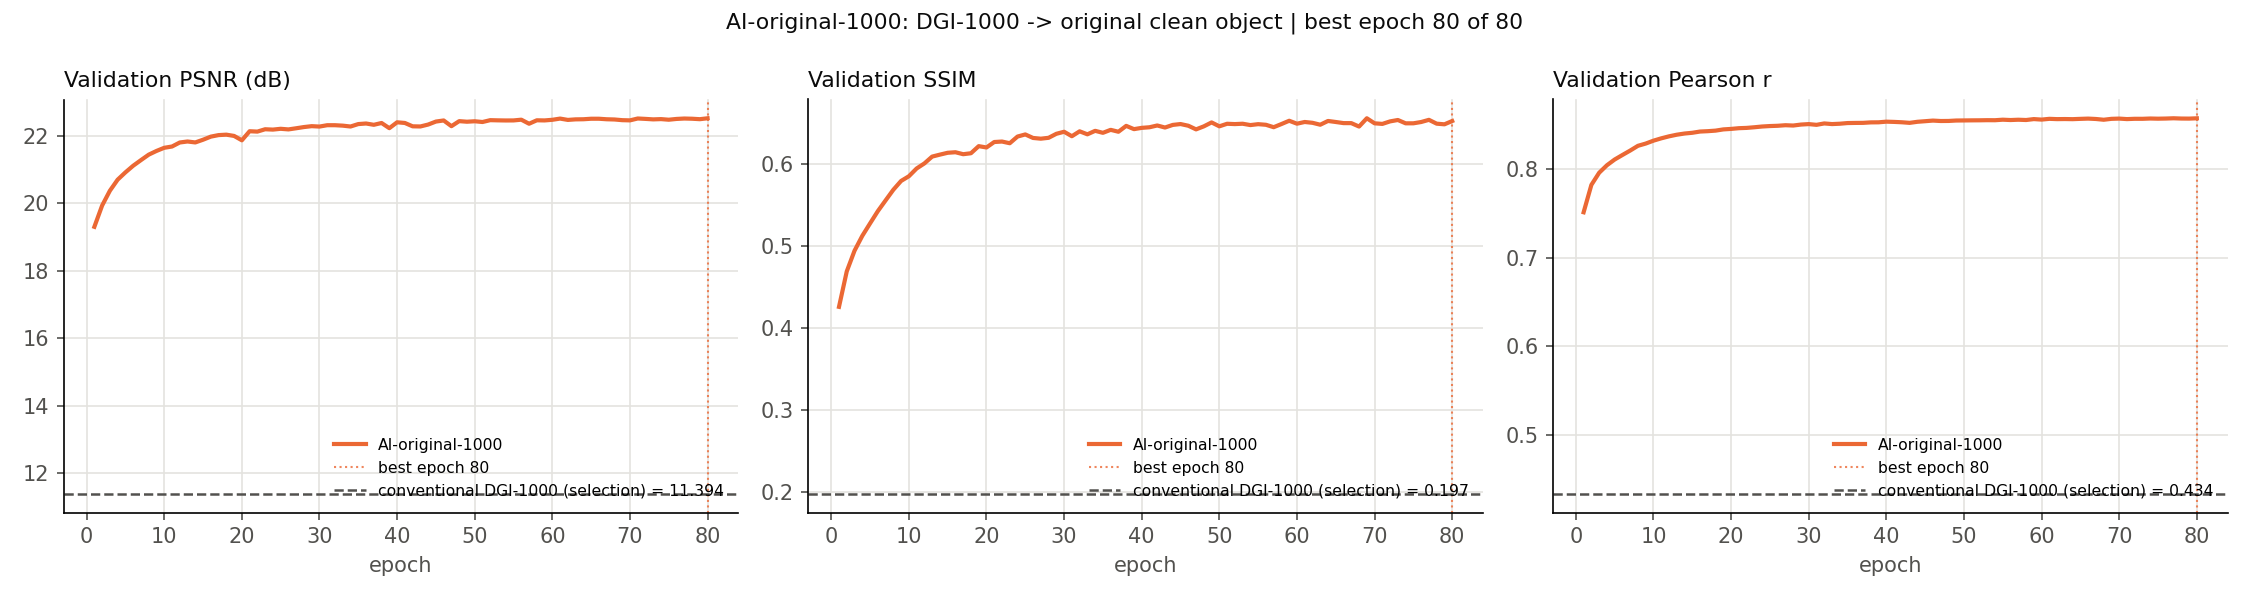 AI-original-1000: DGI-1000 -> original clean object | best epoch 80 of 80
Validation PSNR (dB)
22
20
18
16
14
12
AI-original-1000
best epoch 80
conventional DGI-1000 (selection) = 11.394
0 10 20 30 40 50 60 70 80
epoch
Validation SSIM
0.6
0.5
0.4
0.3
0.2
AI-original-1000
best epoch 80
conventional DGI-1000 (selection) = 0.197
0 10 20 30 40 50 60 70 80
epoch
Validation Pearson r
0.8
0.7
0.6
0.5
AI-original-1000
best epoch 80
conventional DGI-1000 (selection) = 0.434
0 10 20 30 40 50 60 70 80
epoch